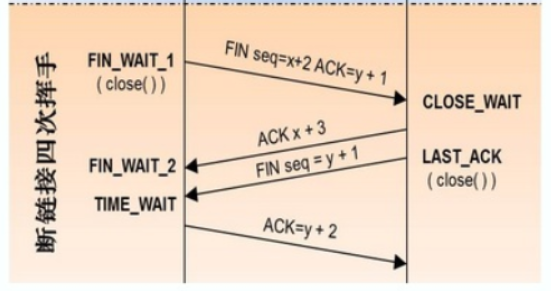 断链接四次挥手
FIN_WAIT_1
( close( ) )
FIN seq=x+2 ACK=y + 1
CLOSE_WAIT
ACK x + 3
FIN_WAIT_2
FIN seq = y + 1
LAST_ACK
( close( ) )
TIME_WAIT
ACK=y + 2